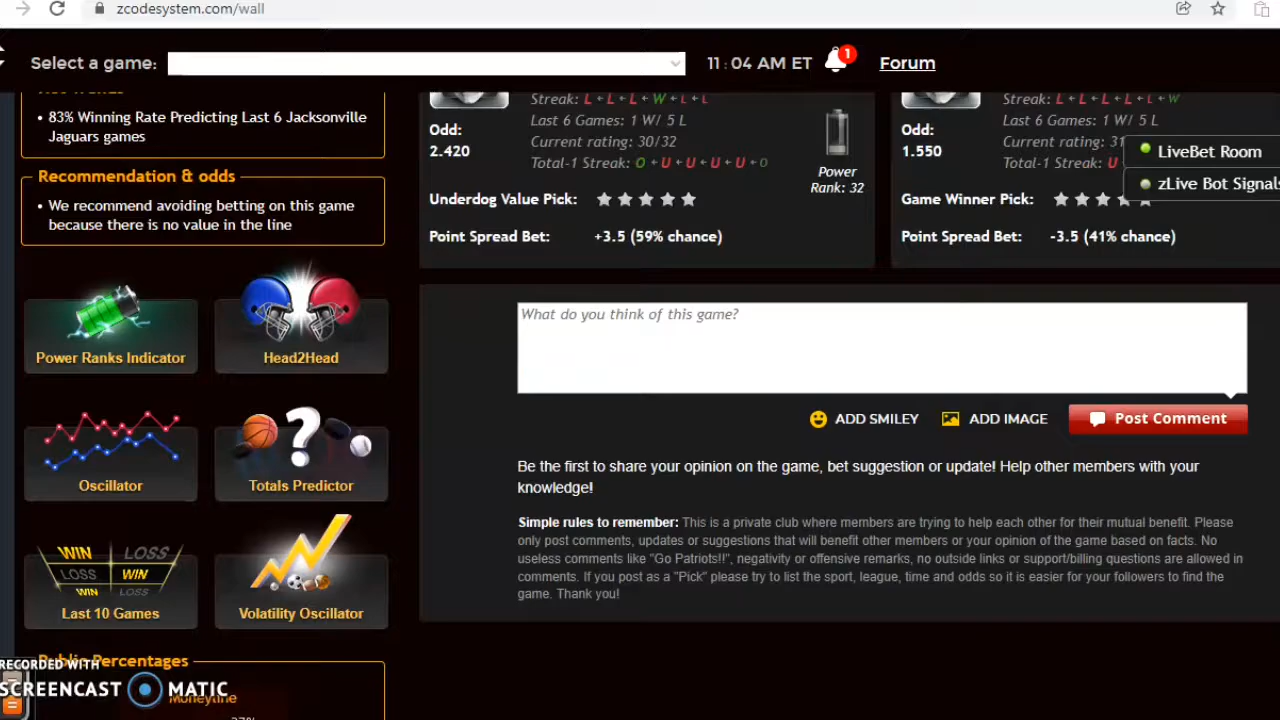 zcodesystem.com/wall
Select a game:
11:04 AM ET
1
Forum
• 83% Winning Rate Predicting Last 6 Jacksonville
Jaguars games
Recommendation & odds
• We recommend avoiding betting on this game
because there is no value in the line
Power Ranks Indicator
Head2Head
Oscillator
Totals Predictor
WIN LOSS
LOSS WIN
WIN LOSS
Last 10 Games
Volatility Oscillator
Public Percentages
Moneyline
RECORDED WITH
SCREENCAST MATIC
Streak: L ← L ← L ← W ← L ← L
Odd:
2.420
Last 6 Games: 1 W/ 5 L
Current rating: 30/32
Total-1 Streak: O ← U ← U ← U ← U ← O
Power
Rank: 32
Underdog Value Pick:
Point Spread Bet: +3.5 (59% chance)
Streak: L ← L ← L ← L ← L ← W
Odd:
1.550
Last 6 Games: 1 W/ 5 L
Current rating: 31
Total-1 Streak: U
LiveBet Room
zLive Bot Signals
Game Winner Pick:
Point Spread Bet: -3.5 (41% chance)
What do you think of this game?
ADD SMILEY
ADD IMAGE
Post Comment
Be the first to share your opinion on the game, bet suggestion or update! Help other members with your
knowledge!
Simple rules to remember: This is a private club where members are trying to help each other for their mutual benefit. Please
only post comments, updates or suggestions that will benefit other members or your opinion of the game based on facts. No
useless comments like "Go Patriots!!", negativity or offensive remarks, no outside links or support/billing questions are allowed in
comments. If you post as a "Pick" please try to list the sport, league, time and odds so it is easier for your followers to find the
game. Thank you!